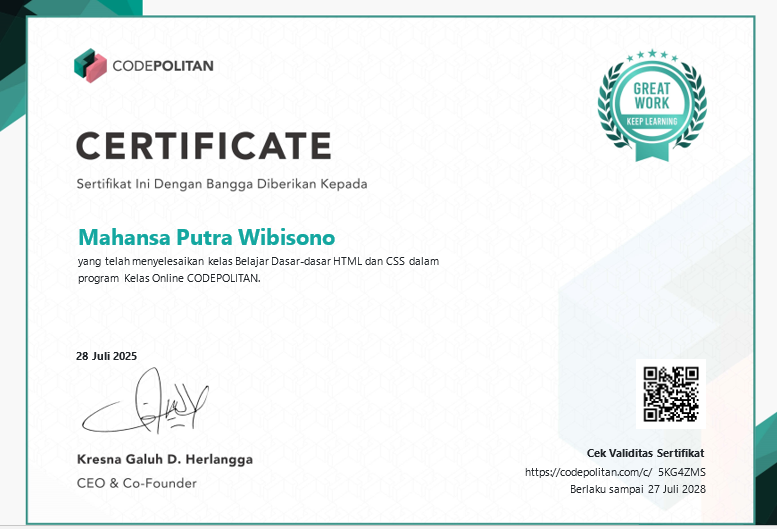 CODEPOLITAN
GREAT
WORK
KEEP LEARNING
CERTIFICATE
Sertifikat Ini Dengan Bangga Diberikan Kepada
Mahansa Putra Wibisono
yang telah menyelesaikan kelas Belajar Dasar-dasar HTML dan CSS dalam
program Kelas Online CODEPOLITAN.
28 Juli 2025
Kresna Galuh D. Herlangga
CEO & Co-Founder
Cek Validitas Sertifikat
https://codepolitan.com/c/ 5KG4ZMS
Berlaku sampai 27 Juli 2028